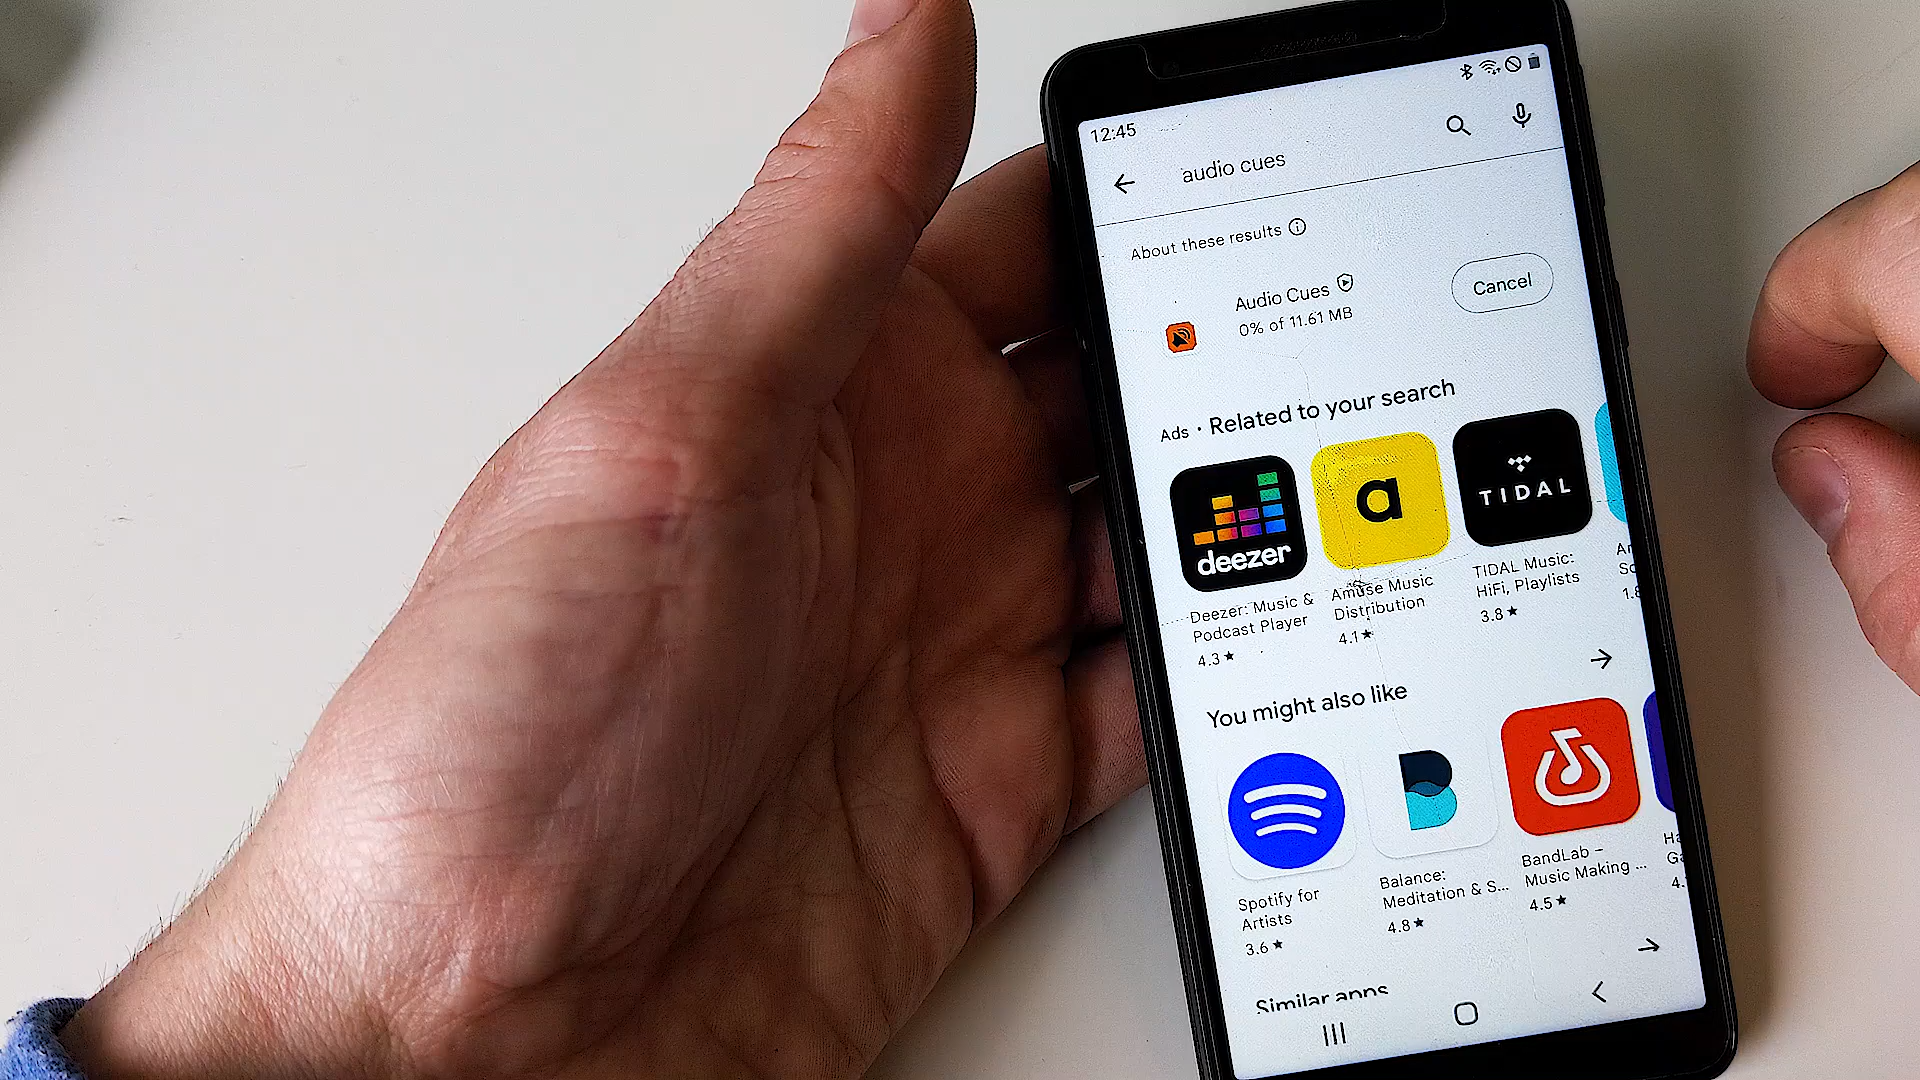 12:45
audio cues
About these results
Audio Cues
Cancel
0% of 11.61 MB
Ads · Related to your search
deezer
a
TIDAL
Deezer: Music &
Podcast Player
4.3★
Amuse Music
Distribution
4.1★
TIDAL Music:
HiFi, Playlists
3.8★
1.8
You might also like
Spotify for
Artists
3.6★
Balance:
Meditation & S...
4.8★
BandLab –
Music Making ...
4.5★
4.
Similar apps